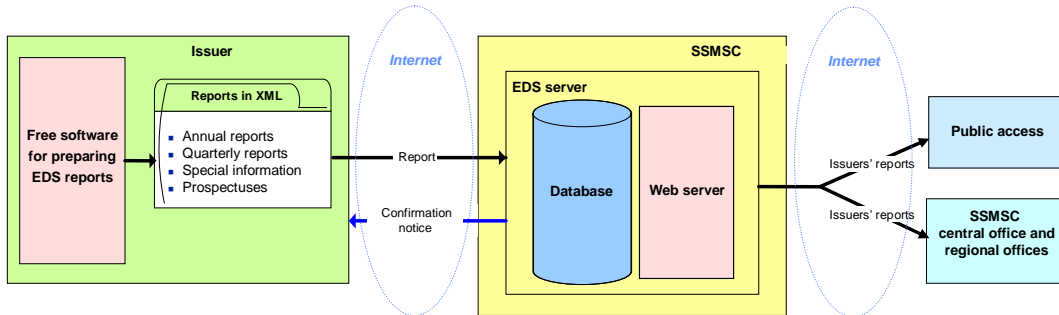 Issuer
Free software
for preparing
EDS reports
Reports in XML
Annual reports
Quarterly reports
Special information
Prospectuses
Internet
Report
Confirmation
notice
SSMSC
EDS server
Database
Web server
Internet
Issuers' reports
Issuers' reports
Public access
SSMSC
central office and
regional offices